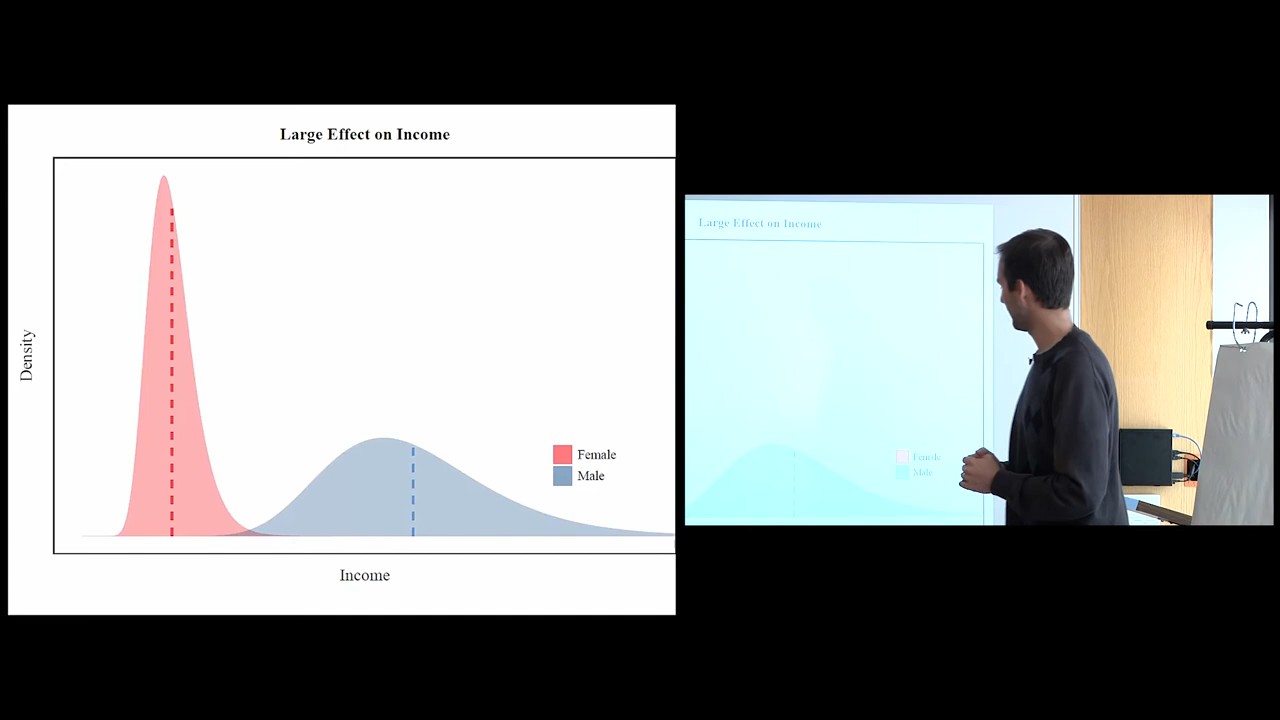 Large Effect on Income
Density
Female
Male
Income
Large Effect on Income
Female
Male